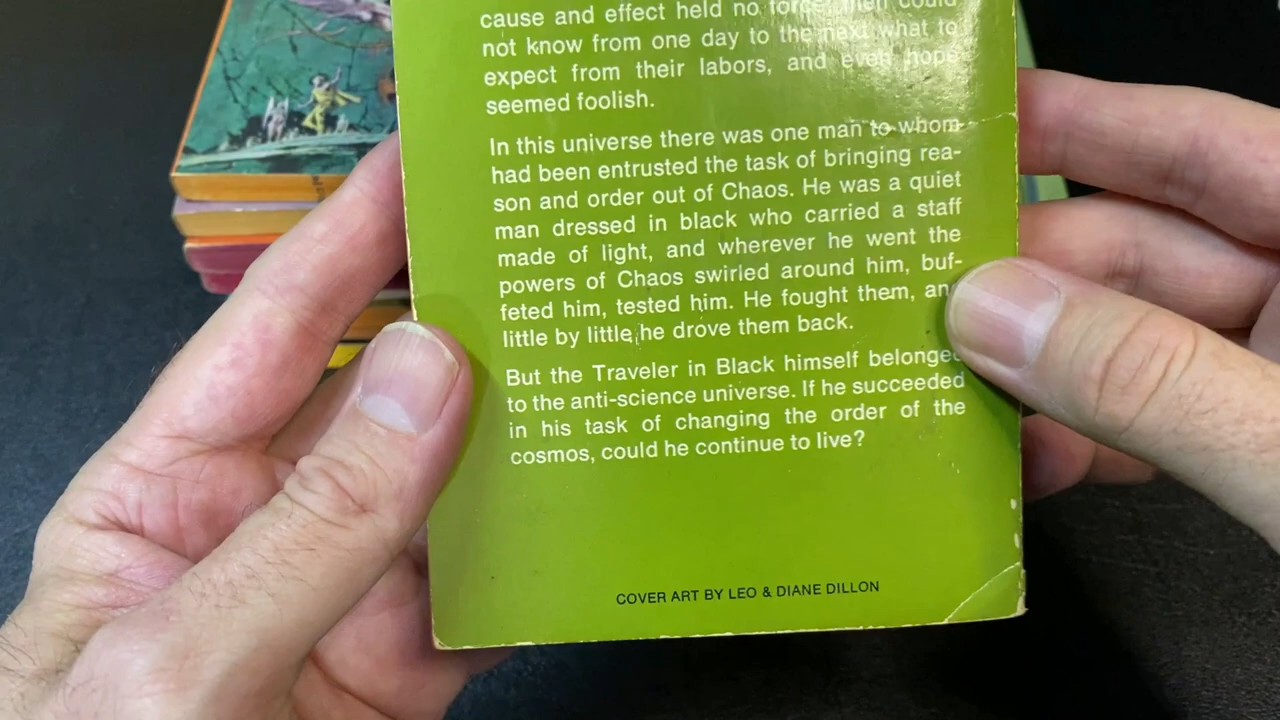 cause and effect held no force, men could
not know from one day to the next what to
expect from their labors, and even hope
seemed foolish.
In this universe there was one man to whom
had been entrusted the task of bringing rea-
son and order out of Chaos. He was a quiet
man dressed in black who carried a staff
made of light, and wherever he went the
powers of Chaos swirled around him, buf-
feted him, tested him. He fought them, an
little by little he drove them back.
But the Traveler in Black himself belonged
to the anti-science universe. If he succeeded
in his task of changing the order of the
cosmos, could he continue to live?
COVER ART BY LEO & DIANE DILLON